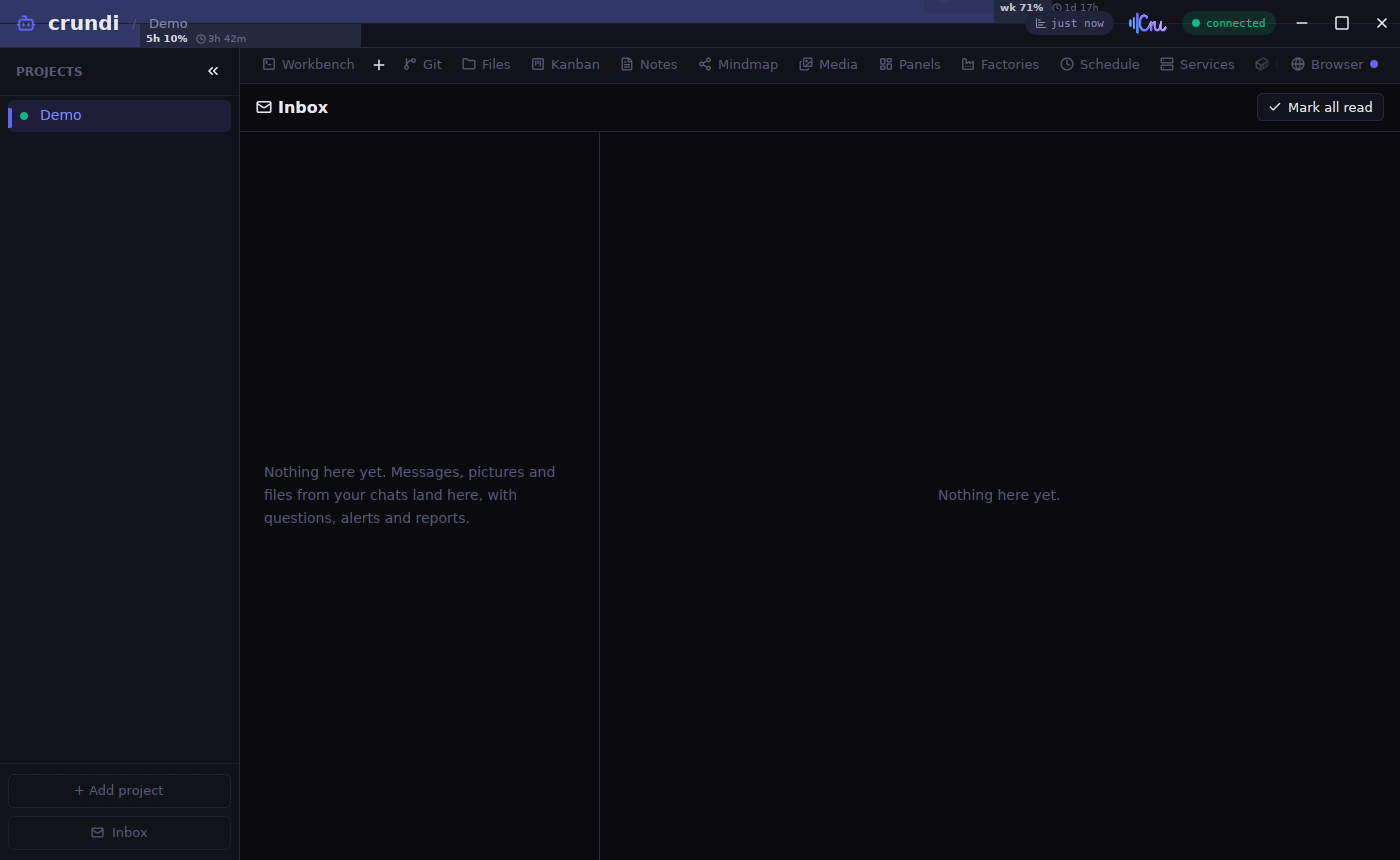 wk 71% 1d 17h
crundi / Demo
just now
connected
5h 10% 3h 42m
PROJECTS
Workbench + Git Files Kanban Notes Mindmap Media Panels Factories Schedule Services Browser
Demo
Inbox
Mark all read
Nothing here yet. Messages, pictures and
files from your chats land here, with
questions, alerts and reports.
Nothing here yet.
+ Add project
Inbox